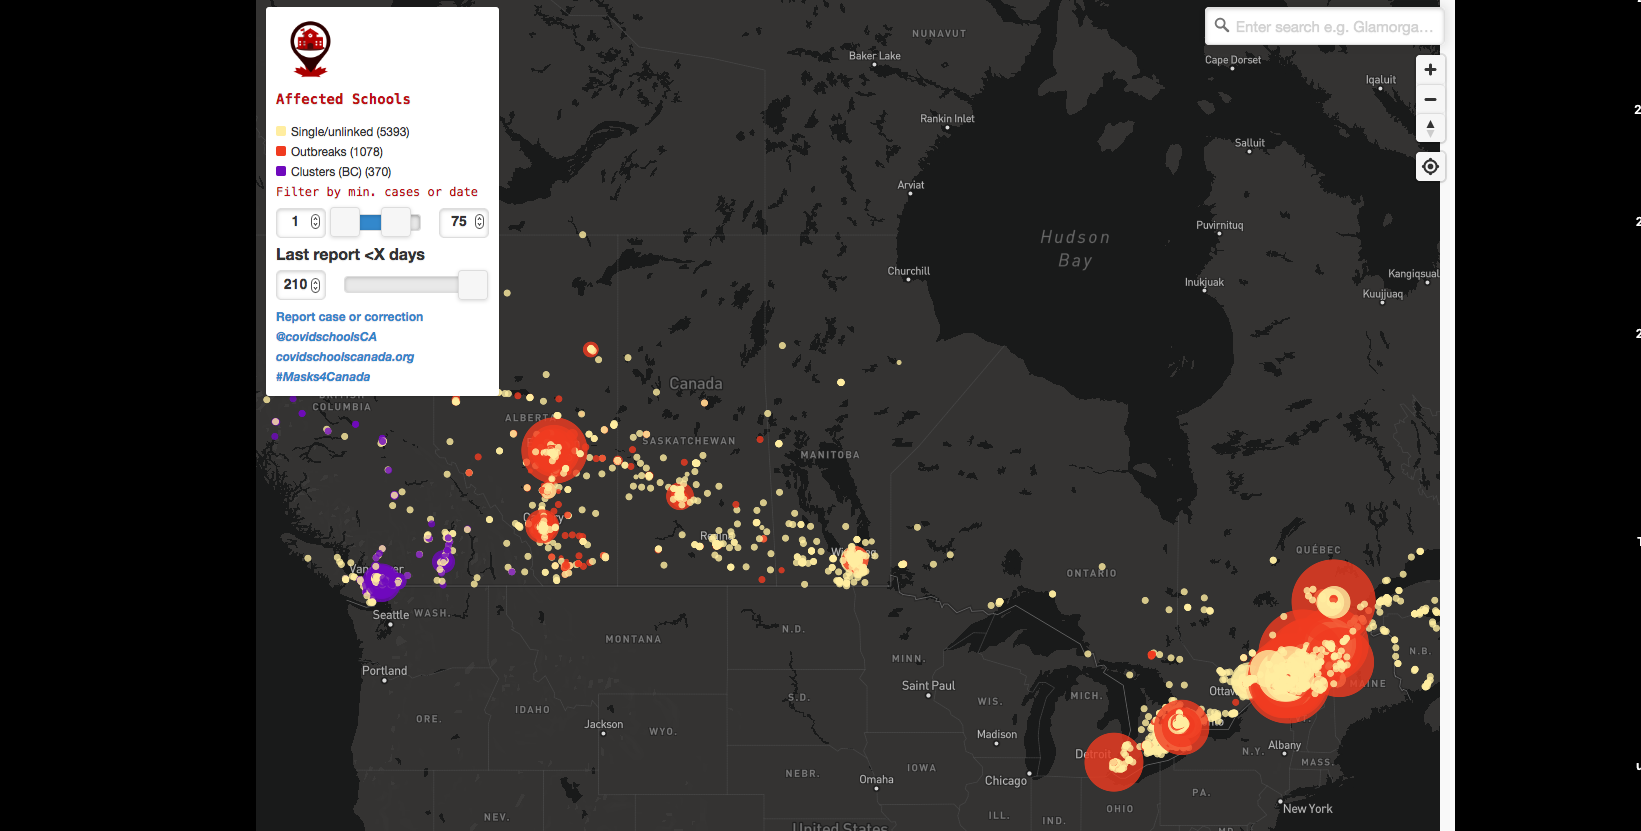 Affected Schools
Single/unlinked (5393)
Outbreaks (1078)
Clusters (BC) (370)
Filter by min. cases or date
1
75
Last report <X days
210
Report case or correction
@covidschoolsCA
covidschoolscanada.org
#Masks4Canada
Enter search e.g. Glamorga...
NUNAVUT
Baker Lake
Cape Dorset
Iqaluit
Rankin Inlet
Salluit
Arviat
Puvirnituq
Hudson
Bay
Churchill
Inukjuak
Kangiqsual
Kuujjuaq
Canada
COLUMBIA
ALBERT
SASKATCHEWAN
MANITOBA
QUÉBEC
ONTARIO
Seattle
WASH.
MONTANA
N.D.
MINN.
N.B.
Portland
Saint Paul
MICH.
Ottaw
MAINE
S.D.
WIS.
IDAHO
ORE.
Jackson
WYO.
Madison
Detroit
N.Y.
Albany
MASS.
NEBR.
IOWA
Chicago
Omaha
PA.
OHIO
New York
NEV.
ILL.
IND.
United States